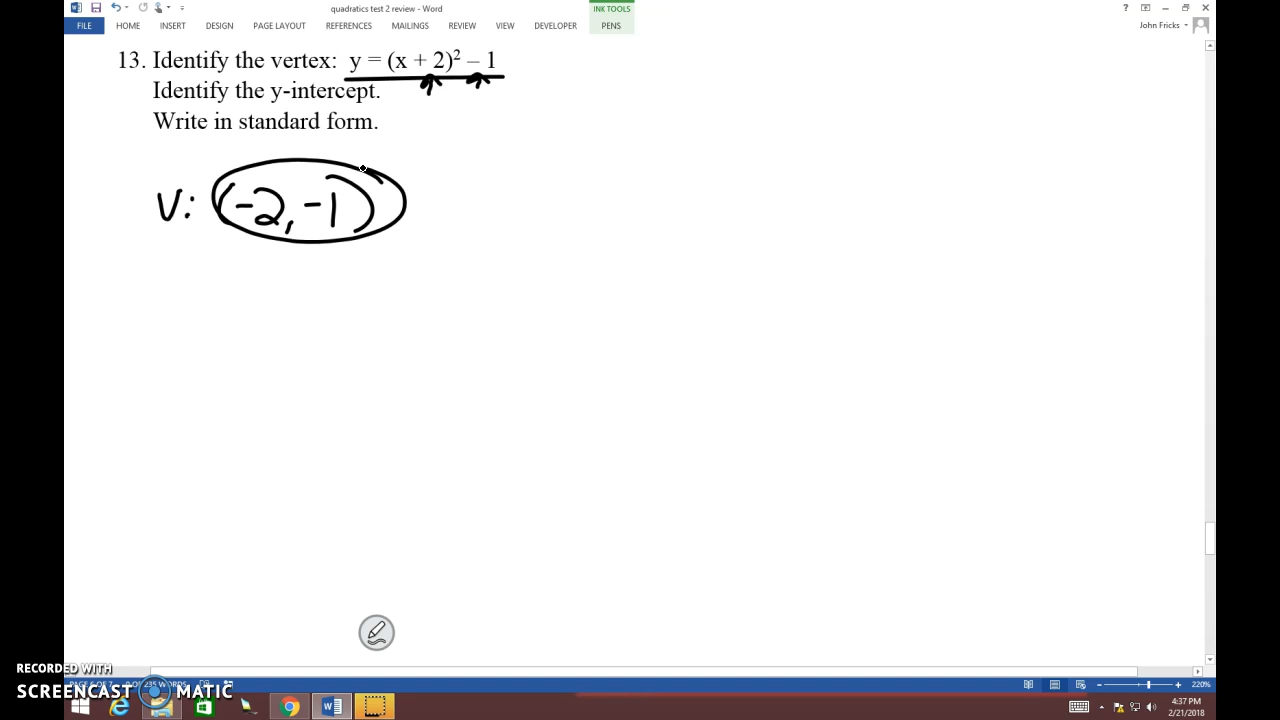 quadratics test 2 review - Word
INK TOOLS
FILE HOME INSERT DESIGN PAGE LAYOUT REFERENCES MAILINGS REVIEW VIEW DEVELOPER PENS
John Fricks
13. Identify the vertex: y = (x + 2)² – 1
Identify the y-intercept.
Write in standard form.
V: (-2, -1)
RECORDED WITH
SCREENCAST MATIC
220%
4:37 PM
2/21/2018